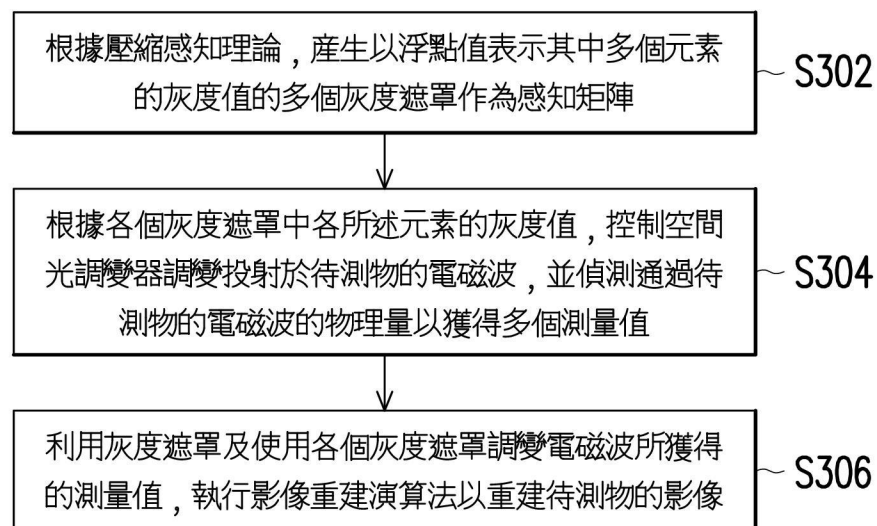 根據壓縮感知理論，產生以浮點值表示其中多個元素
的灰度值的多個灰度遮罩作為感知矩陣
S302
根據各個灰度遮罩中各所述元素的灰度值，控制空間
光調變器調變投射於待測物的電磁波，並偵測通過待
測物的電磁波的物理量以獲得多個測量值
S304
利用灰度遮罩及使用各個灰度遮罩調變電磁波所獲得
的測量值，執行影像重建演算法以重建待測物的影像
S306